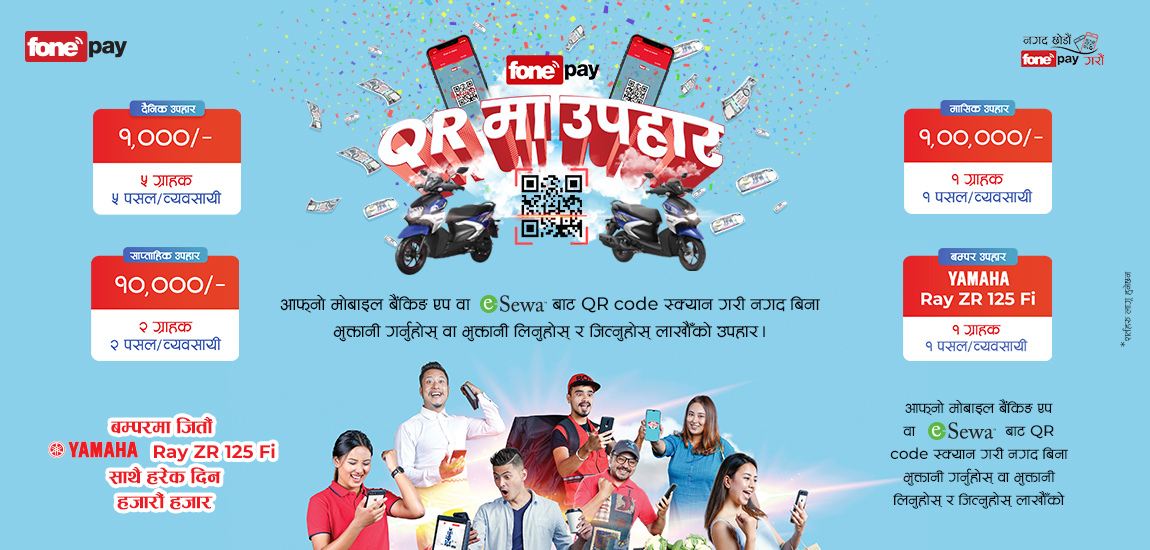 fonepay
नगद छोडौं
fonepay गरौं
fonepay
QR मा उपहार
दैनिक उपहार
१,०००/-
५ ग्राहक
५ पसल/व्यवसायी
साप्ताहिक उपहार
१०,०००/-
२ ग्राहक
२ पसल/व्यवसायी
मासिक उपहार
१,००,०००/-
१ ग्राहक
१ पसल/व्यवसायी
बम्पर उपहार
YAMAHA
Ray ZR 125 Fi
१ ग्राहक
१ पसल/व्यवसायी
आफ्नो मोबाइल बैंकिङ एप वा eSewa बाट QR code स्क्यान गरी नगद बिना
भुक्तानी गर्नुहोस् वा भुक्तानी लिनुहोस् र जित्नुहोस् लाखौँको उपहार ।
बम्परमा जितौं
YAMAHA Ray ZR 125 Fi
साथै हरेक दिन
हजारौं हजार
आफ्नो मोबाइल बैंकिङ एप
वा eSewa बाट QR
code स्क्यान गरी नगद बिना
भुक्तानी गर्नुहोस् वा भुक्तानी
लिनुहोस् र जित्नुहोस् लाखौँको
*शर्तहरु लागू हुनेछन्